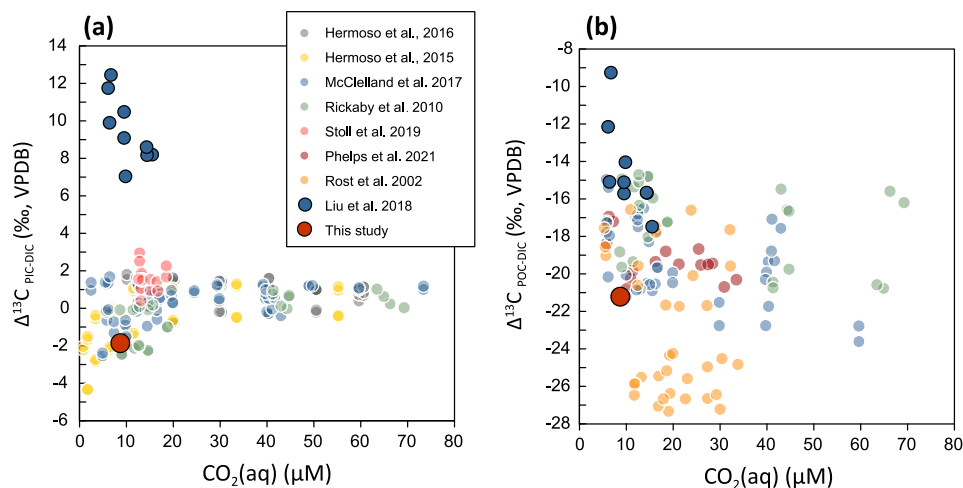 (a)
14
12
10
8
6
4
2
0
-2
-4
-6
Δ¹³C PIC-DIC (‰, VPDB)
0 10 20 30 40 50 60 70 80
CO₂(aq) (μM)
Hermoso et al., 2016
Hermoso et al., 2015
McClelland et al. 2017
Rickaby et al. 2010
Stoll et al. 2019
Phelps et al. 2021
Rost et al. 2002
Liu et al. 2018
This study
(b)
-8
-10
-12
-14
-16
-18
-20
-22
-24
-26
-28
Δ¹³C POC-DIC (‰, VPDB)
0 10 20 30 40 50 60 70 80
CO₂(aq) (μM)